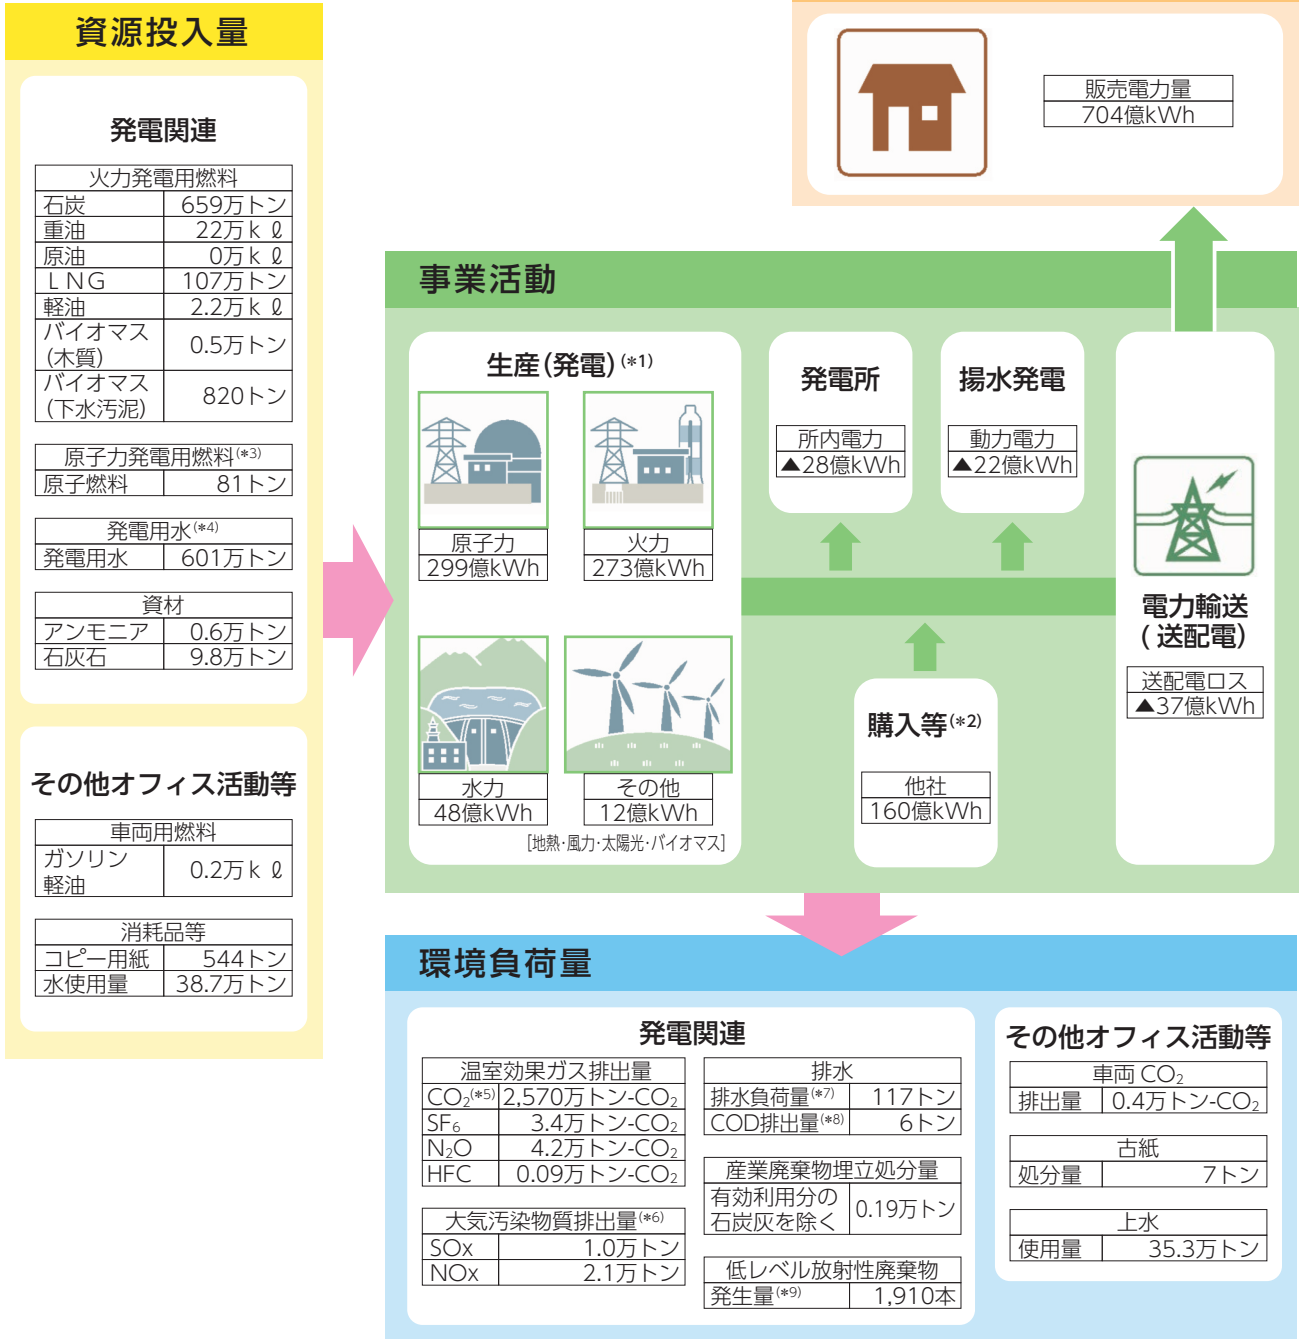 資源投入量
発電関連
火力発電用燃料
石炭 659万トン
重油 22万kℓ
原油 0万kℓ
LNG 107万トン
軽油 2.2万kℓ
バイオマス
(木質) 0.5万トン
バイオマス
(下水汚泥) 820トン
原子力発電用燃料(*3)
原子燃料 81トン
発電用水(*4)
発電用水 601万トン
資材
アンモニア 0.6万トン
石灰石 9.8万トン
その他オフィス活動等
車両用燃料
ガソリン
軽油 0.2万kℓ
消耗品等
コピー用紙 544トン
水使用量 38.7万トン
販売電力量
704億kWh
事業活動
生産(発電)(*1)
原子力
299億kWh
火力
273億kWh
水力
48億kWh
その他
12億kWh
[地熱・風力・太陽光・バイオマス]
発電所
所内電力
▲28億kWh
揚水発電
動力電力
▲22億kWh
購入等(*2)
他社
160億kWh
電力輸送
(送配電)
送配電ロス
▲37億kWh
環境負荷量
発電関連
温室効果ガス排出量
CO₂(*5) 2,570万トン-CO₂
SF₆ 3.4万トン-CO₂
N₂O 4.2万トン-CO₂
HFC 0.09万トン-CO₂
大気汚染物質排出量(*6)
SOx 1.0万トン
NOx 2.1万トン
排水
排水負荷量(*7) 117トン
COD排出量(*8) 6トン
産業廃棄物埋立処分量
有効利用分の
石炭灰を除く 0.19万トン
低レベル放射性廃棄物
発生量(*9) 1,910本
その他オフィス活動等
車両CO₂
排出量 0.4万トン-CO₂
古紙
処分量 7トン
上水
使用量 35.3万トン